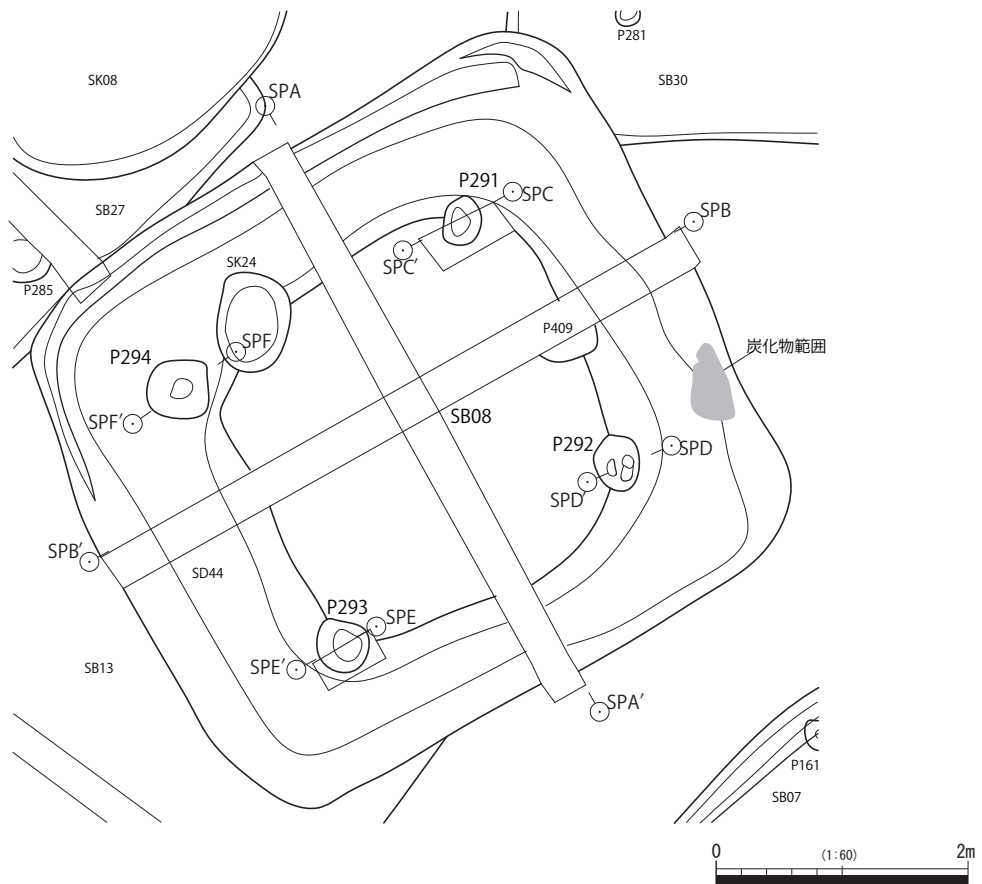 P281
SK08
SB30
SPA
SB27
P291
SPC
SPB
SPC′
SK24
P285
P409
SPF
P294
炭化物範囲
SPF′
SB08
P292
SPD
SPD′
SPB′
SD44
P293
SPE
SPE′
SB13
SPA′
P161
SB07
0
(1:60)
2m